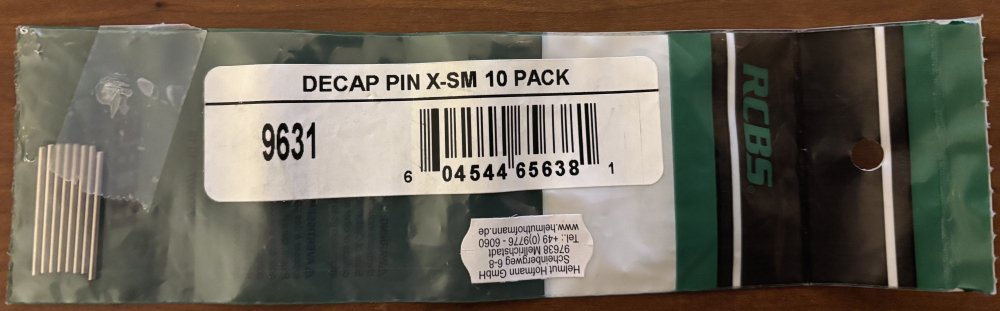 DECAP PIN X-SM 10 PACK
9631
6 04544 65638 1
RCBS.
Helmut Hofmann GmbH
Scheinbergweg 6-8
97638 Mellrichstadt
Tel.: +49 (0)9776 - 6060
www.helmuthofmann.de